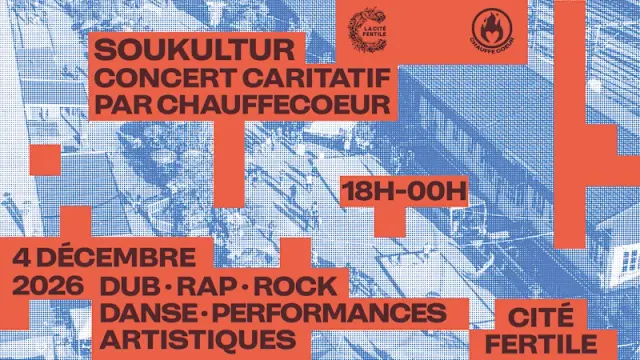 LA CITÉ
FERTILE
CHAUFFE COEUR
SOUKULTUR
CONCERT CARITATIF
PAR CHAUFFECOEUR
18H-00H
4 DÉCEMBRE
2026
DUB · RAP · ROCK
DANSE · PERFORMANCES
ARTISTIQUES
CITÉ
FERTILE